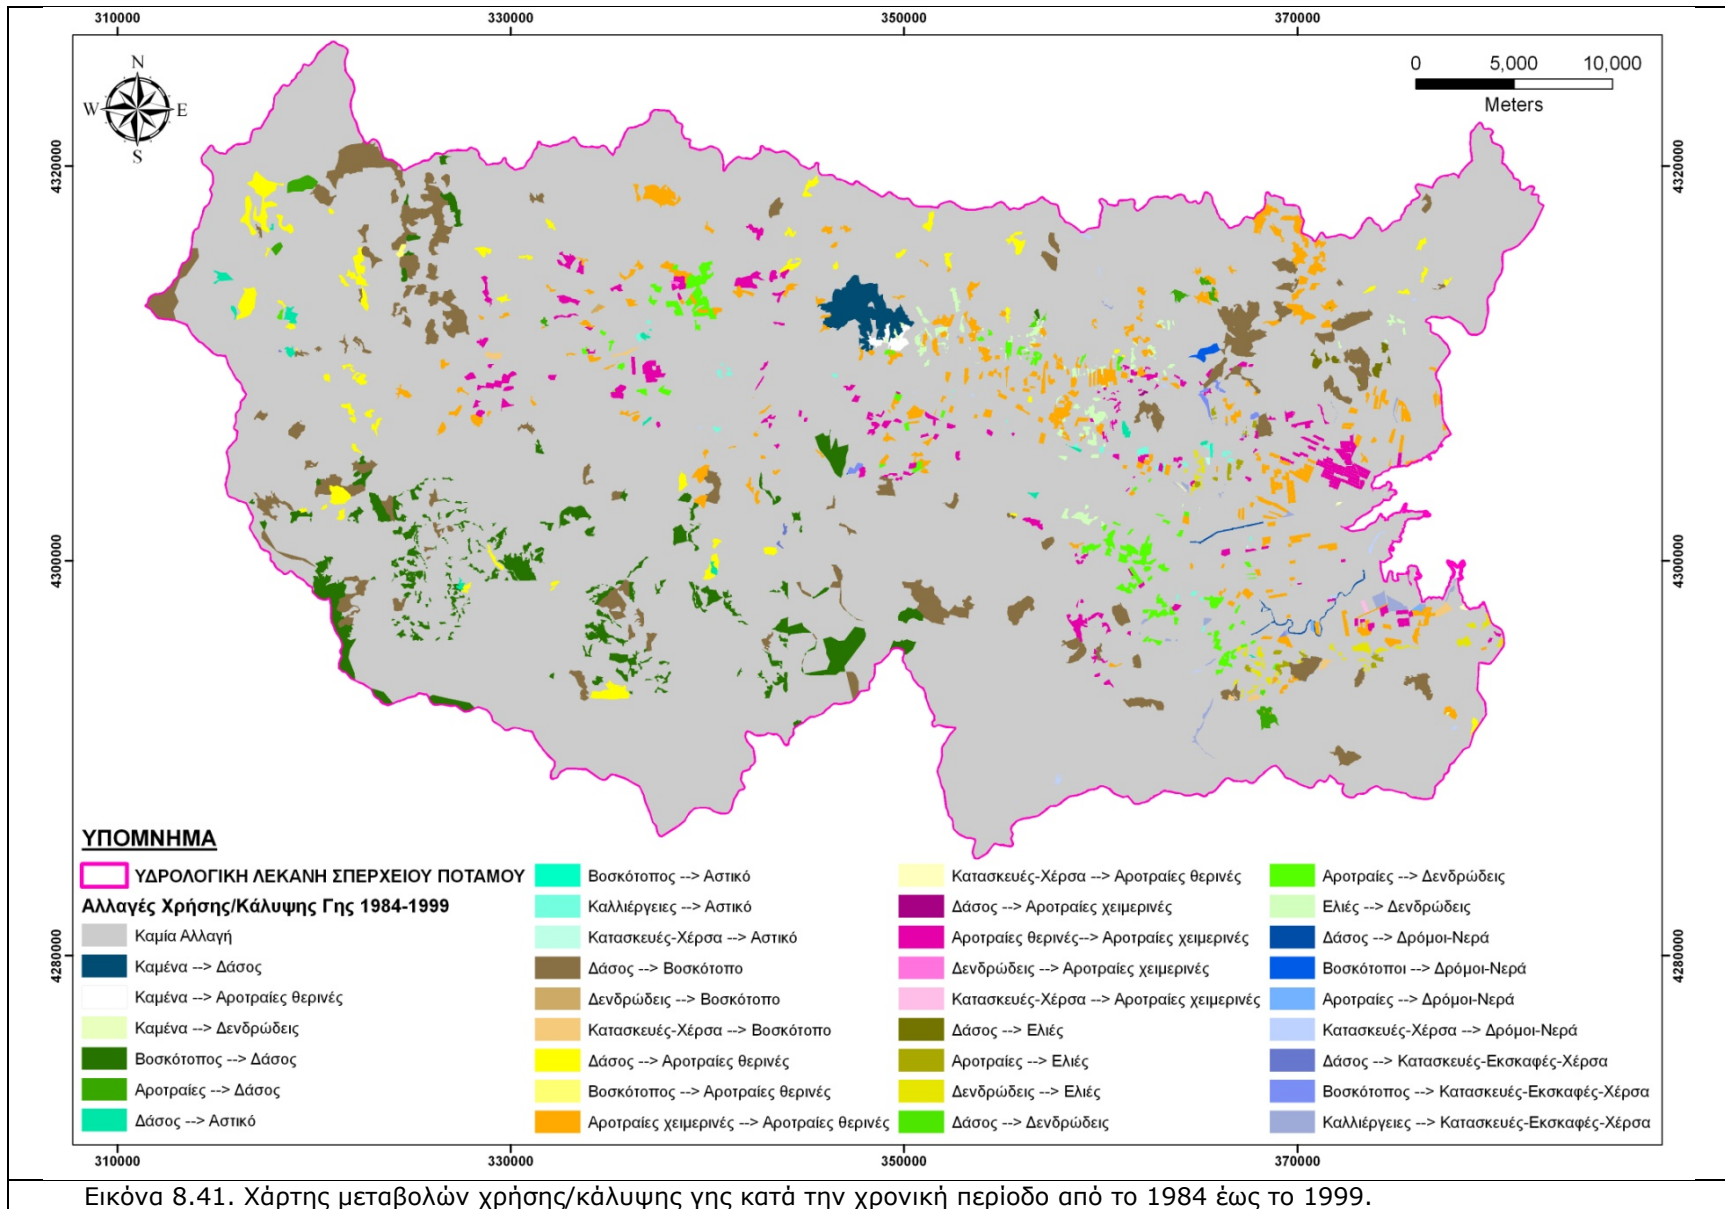 310000 330000 350000 370000
N
W E
S
0 5,000 10,000
Meters
4320000 4320000
4300000 4300000
4280000 4280000
ΥΠΟΜΝΗΜΑ
ΥΔΡΟΛΟΓΙΚΗ ΛΕΚΑΝΗ ΣΠΕΡΧΕΙΟΥ ΠΟΤΑΜΟΥ
Αλλαγές Χρήσης/Κάλυψης Γης 1984-1999
Καμία Αλλαγή
Καμένα --> Δάσος
Καμένα --> Αροτραίες θερινές
Καμένα --> Δενδρώδεις
Βοσκότοπος --> Δάσος
Αροτραίες --> Δάσος
Δάσος --> Αστικό
Βοσκότοπος --> Αστικό
Καλλιέργειες --> Αστικό
Κατασκευές-Χέρσα --> Αστικό
Δάσος --> Βοσκότοπο
Δενδρώδεις --> Βοσκότοπο
Κατασκευές-Χέρσα --> Βοσκότοπο
Δάσος --> Αροτραίες θερινές
Βοσκότοπος --> Αροτραίες θερινές
Αροτραίες χειμερινές --> Αροτραίες θερινές
Κατασκευές-Χέρσα --> Αροτραίες θερινές
Δάσος --> Αροτραίες χειμερινές
Αροτραίες θερινές--> Αροτραίες χειμερινές
Δενδρώδεις --> Αροτραίες χειμερινές
Κατασκευές-Χέρσα --> Αροτραίες χειμερινές
Δάσος --> Ελιές
Αροτραίες --> Ελιές
Δενδρώδεις --> Ελιές
Δάσος --> Δενδρώδεις
Αροτραίες --> Δενδρώδεις
Ελιές --> Δενδρώδεις
Δάσος --> Δρόμοι-Νερά
Βοσκότοποι --> Δρόμοι-Νερά
Αροτραίες --> Δρόμοι-Νερά
Κατασκευές-Χέρσα --> Δρόμοι-Νερά
Δάσος --> Κατασκευές-Εκσκαφές-Χέρσα
Βοσκότοπος --> Κατασκευές-Εκσκαφές-Χέρσα
Καλλιέργειες --> Κατασκευές-Εκσκαφές-Χέρσα
310000 330000 350000 370000
Εικόνα 8.41. Χάρτης μεταβολών χρήσης/κάλυψης γης κατά την χρονική περίοδο από το 1984 έως το 1999.